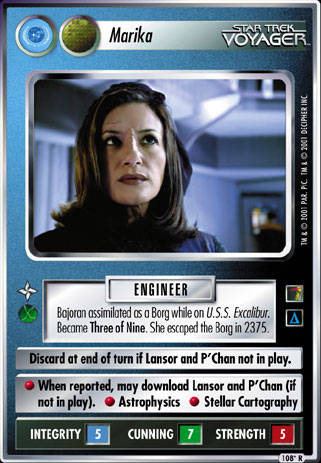 Marika
STAR TREK
VOYAGER
™ & © 2001 PAR. PIC. ™ & © 2001 DECIPHER INC.
ENGINEER
Bajoran assimilated as a Borg while on U.S.S. Excalibur.
Became Three of Nine. She escaped the Borg in 2375.
Discard at end of turn if Lansor and P'Chan not in play.
• When reported, may download Lansor and P'Chan (if
not in play). • Astrophysics • Stellar Cartography
INTEGRITY 5 CUNNING 7 STRENGTH 5
108* R